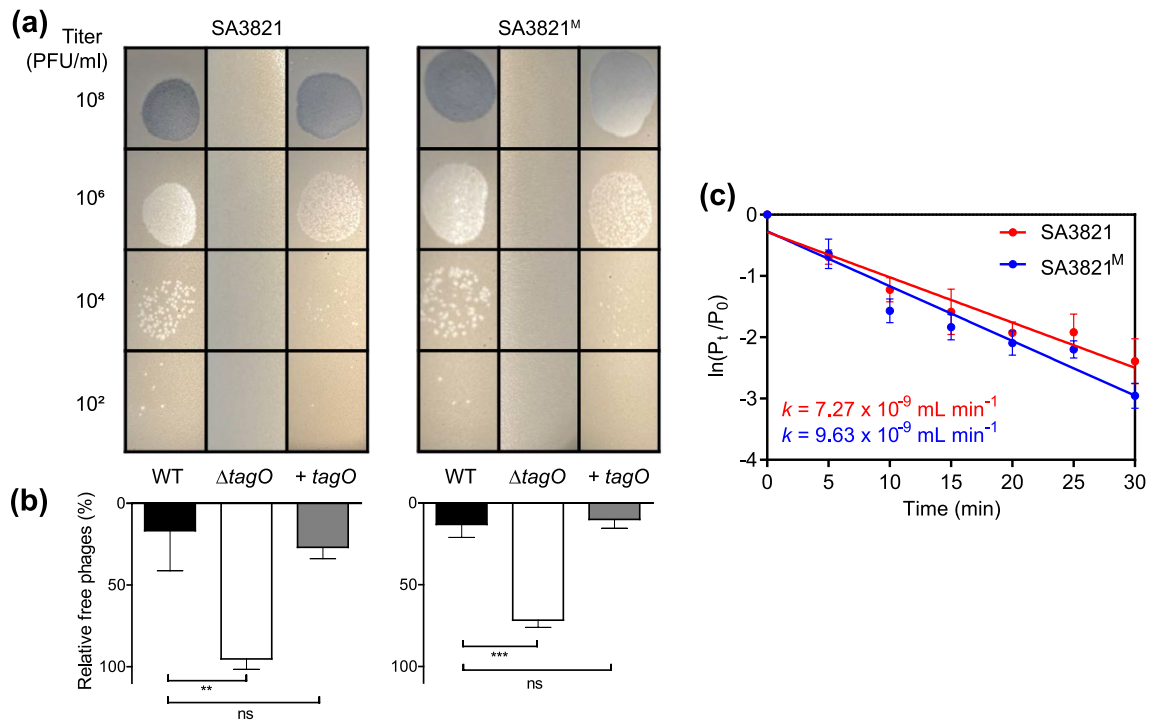 (a)
Titer
(PFU/ml)
SA3821
SA3821ᴹ
10⁸
10⁶
10⁴
10²
WT
ΔtagO
+ tagO
WT
ΔtagO
+ tagO
(b)
Relative free phages (%)
0
50
100
**
ns
0
50
100
***
ns
(c)
ln(Pₜ /P₀)
0
-1
-2
-3
-4
SA3821
SA3821ᴹ
k = 7.27 x 10⁻⁹ mL min⁻¹
k = 9.63 x 10⁻⁹ mL min⁻¹
0 5 10 15 20 25 30
Time (min)